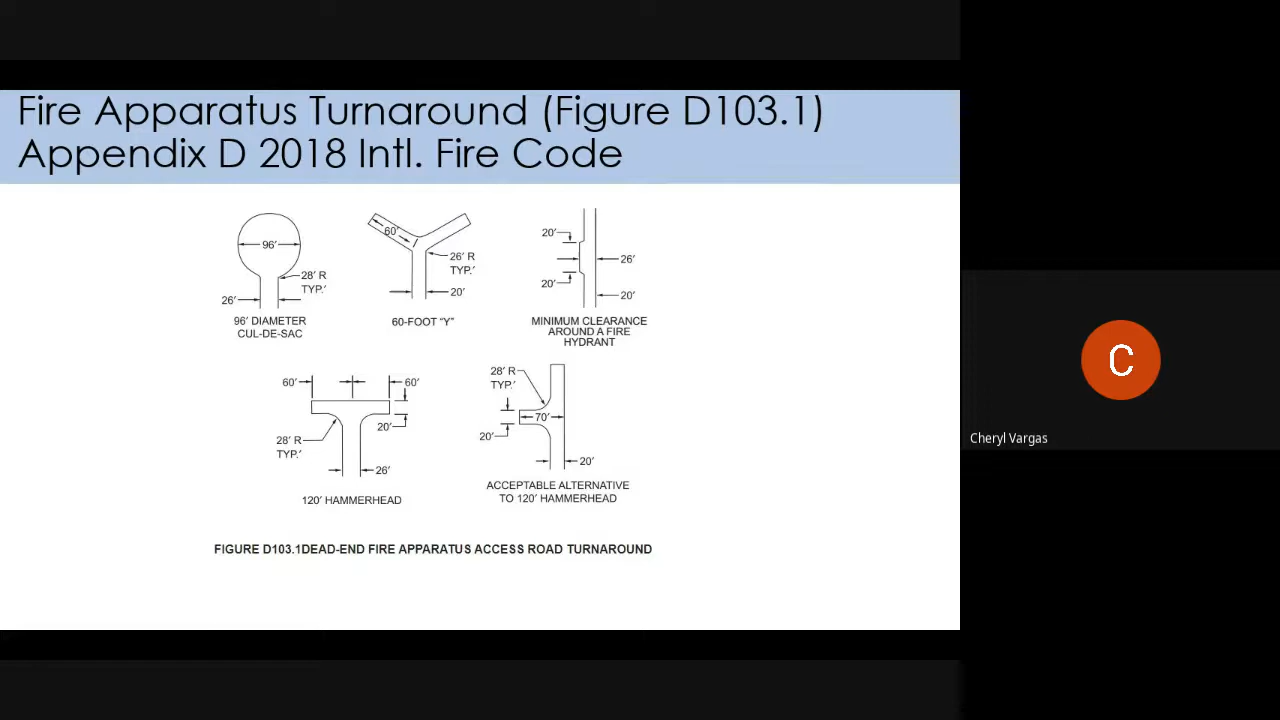 Fire Apparatus Turnaround (Figure D103.1)
Appendix D 2018 Intl. Fire Code
96′
28′ R
TYP.′
26′
96′ DIAMETER
CUL-DE-SAC
60′
26′ R
TYP.′
20′
60-FOOT “Y”
20′
26′
20′
20′
MINIMUM CLEARANCE
AROUND A FIRE
HYDRANT
60′
60′
20′
28′ R
TYP.′
26′
120′ HAMMERHEAD
28′ R
TYP.′
70′
20′
20′
ACCEPTABLE ALTERNATIVE
TO 120′ HAMMERHEAD
FIGURE D103.1DEAD-END FIRE APPARATUS ACCESS ROAD TURNAROUND
C
Cheryl Vargas